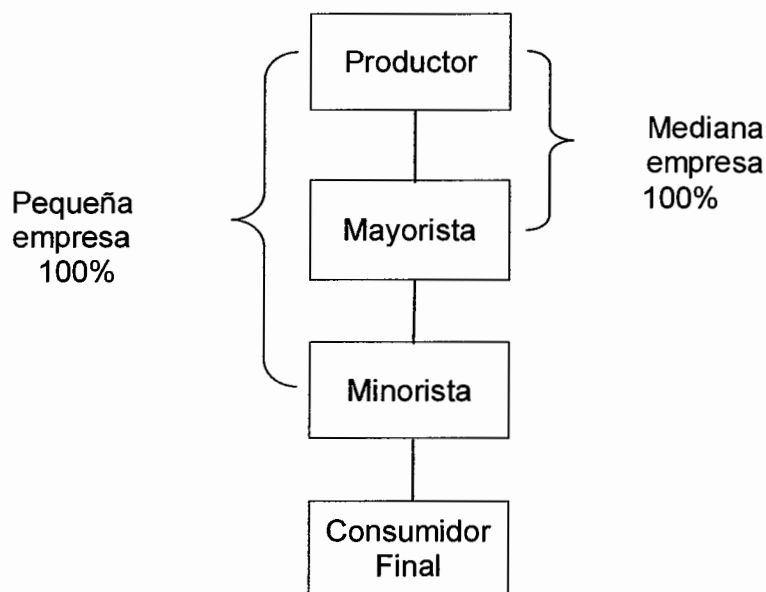 Productor
Mediana
empresa
100%
Pequeña
empresa
100%
Mayorista
Minorista
Consumidor
Final